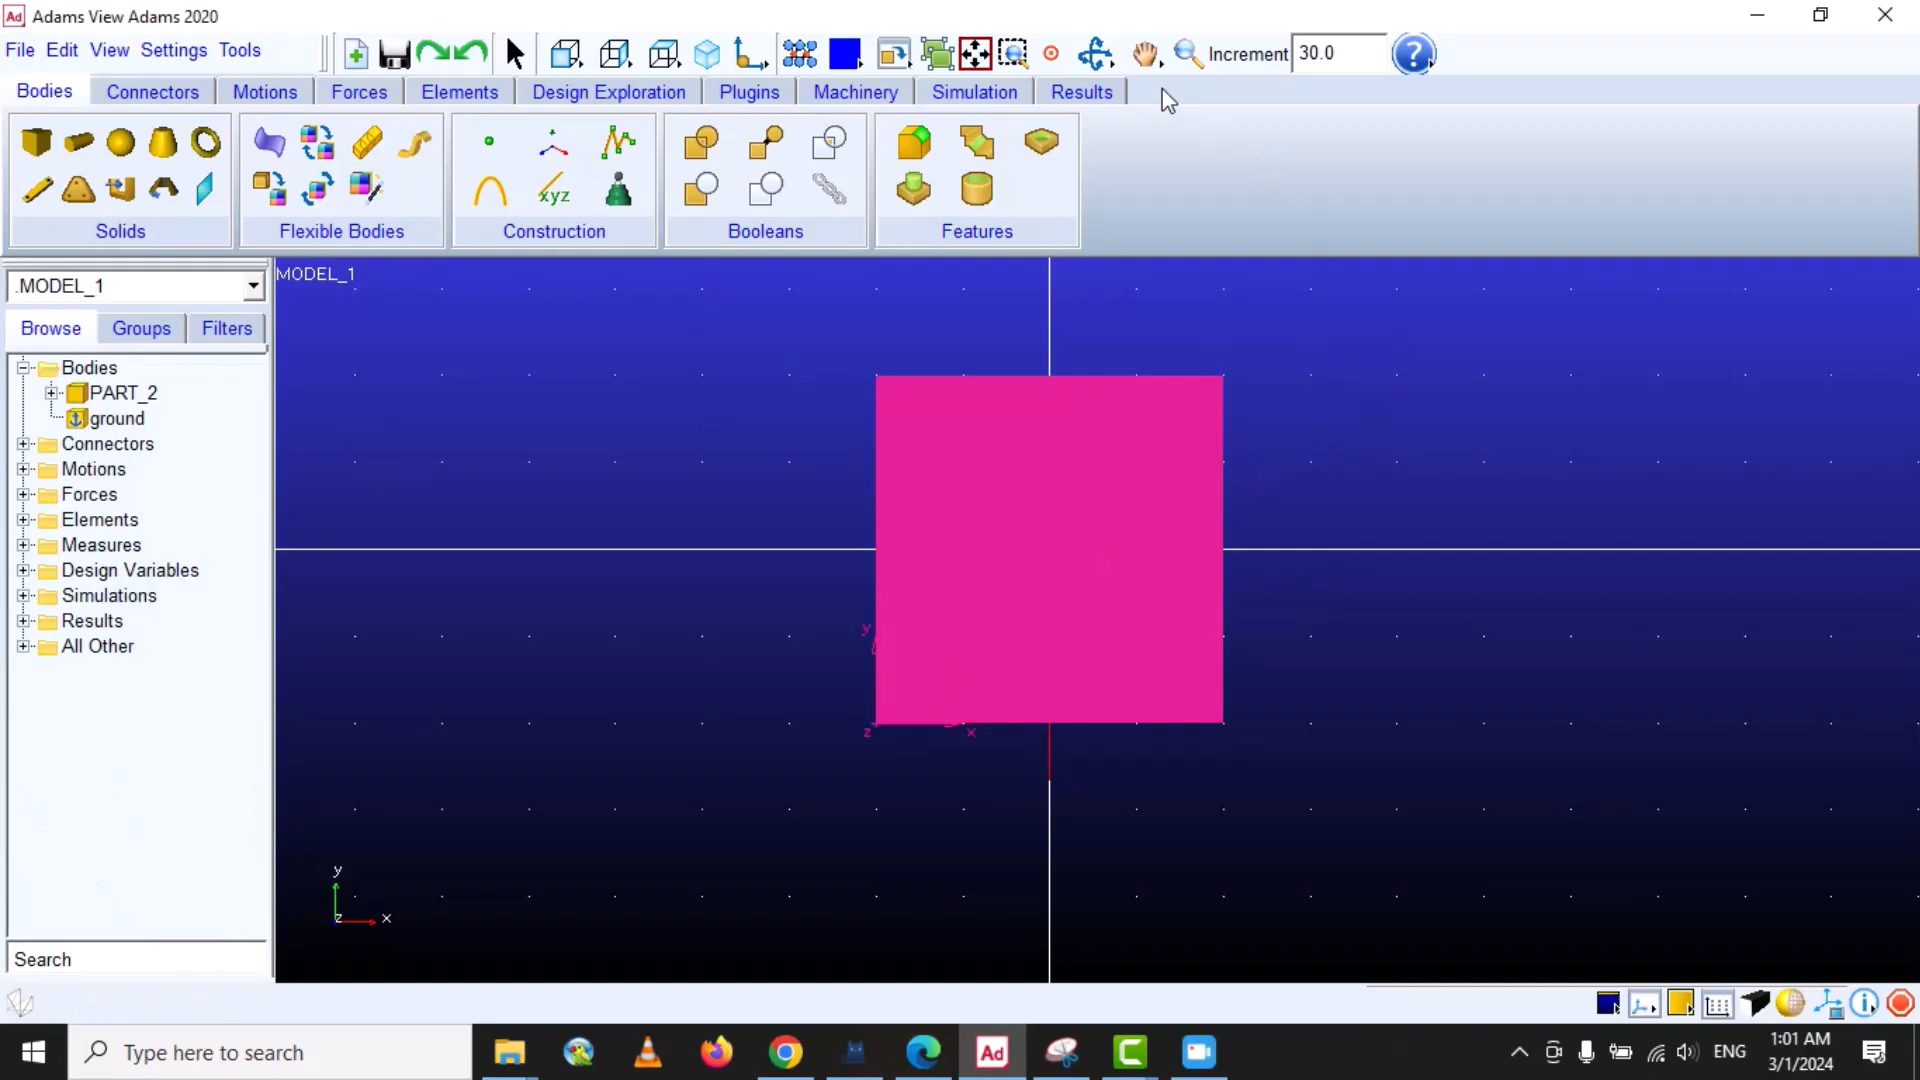 Ad Adams View Adams 2020
File Edit View Settings Tools
Increment 30.0 ?
Bodies Connectors Motions Forces Elements Design Exploration Plugins Machinery Simulation Results
xyz
Solids Flexible Bodies Construction Booleans Features
.MODEL_1
MODEL_1
Browse Groups Filters
Bodies
PART_2
ground
Connectors
Motions
Forces
Elements
Measures
Design Variables
Simulations
Results
All Other
y
z x
y
z x
Search
Type here to search
Ad
ENG
1:01 AM
3/1/2024